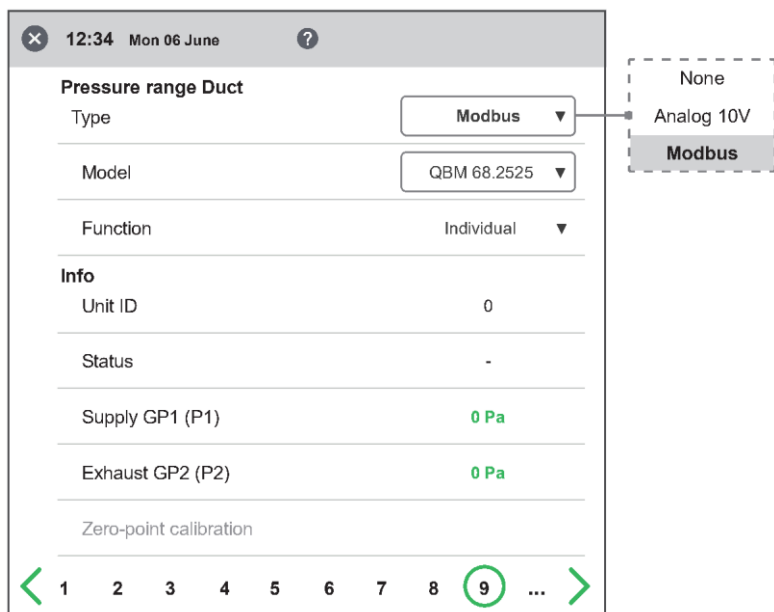 12:34 Mon 06 June ?
Pressure range Duct
Type Modbus ▼
None
Analog 10V
Modbus
Model QBM 68.2525 ▼
Function Individual ▼
Info
Unit ID 0
Status -
Supply GP1 (P1) 0 Pa
Exhaust GP2 (P2) 0 Pa
Zero-point calibration
1 2 3 4 5 6 7 8 9 ...